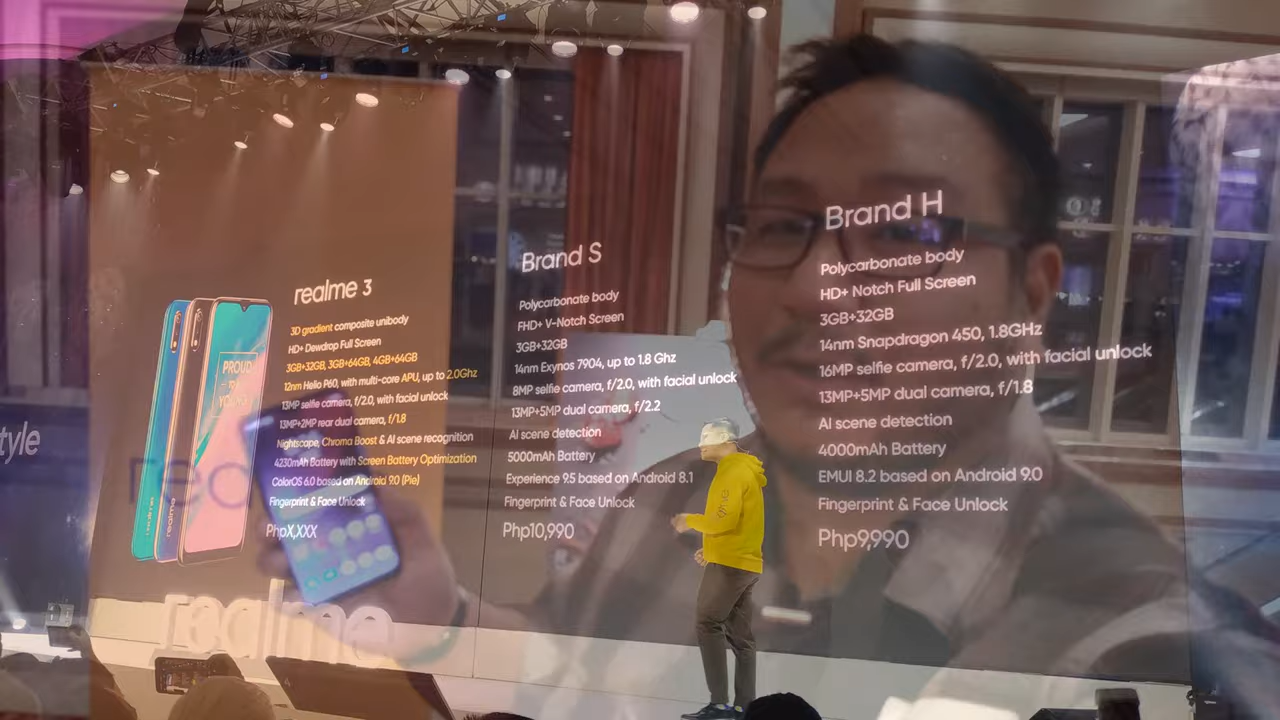 realme 3
3D gradient composite unibody
HD+ Dewdrop Full Screen
3GB+32GB, 3GB+64GB, 4GB+64GB
12nm Helio P60, with multi-core APU, up to 2.0Ghz
13MP selfie camera, f/2.0, with facial unlock
13MP+2MP rear dual camera, f/1.8
Nightscape, Chroma Boost & AI scene recognition
4230mAh Battery with Screen Battery Optimization
ColorOS 6.0 based on Android 9.0 (Pie)
Fingerprint & Face Unlock
PhpX,XXX
Brand S
Polycarbonate body
FHD+ V-Notch Screen
3GB+32GB
14nm Exynos 7904, up to 1.8 Ghz
8MP selfie camera, f/2.0, with facial unlock
13MP+5MP dual camera, f/2.2
AI scene detection
5000mAh Battery
Experience 9.5 based on Android 8.1
Fingerprint & Face Unlock
Php10,990
Brand H
Polycarbonate body
HD+ Notch Full Screen
3GB+32GB
14nm Snapdragon 450, 1.8GHz
16MP selfie camera, f/2.0, with facial unlock
13MP+5MP dual camera, f/1.8
AI scene detection
4000mAh Battery
EMUI 8.2 based on Android 9.0
Fingerprint & Face Unlock
Php9,990
PROUD
TO
YOUNG
realme
realme
tyle
rea
realme